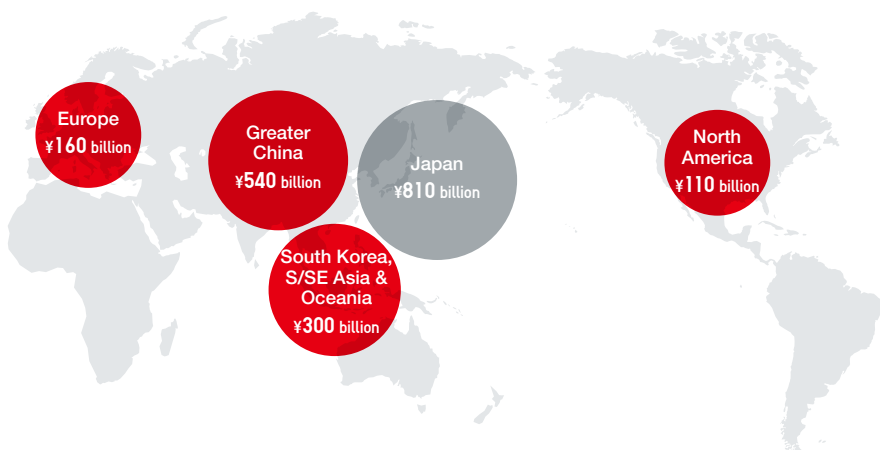 Europe
¥160 billion
Greater
China
¥540 billion
Japan
¥810 billion
North
America
¥110 billion
South Korea,
S/SE Asia &
Oceania
¥300 billion